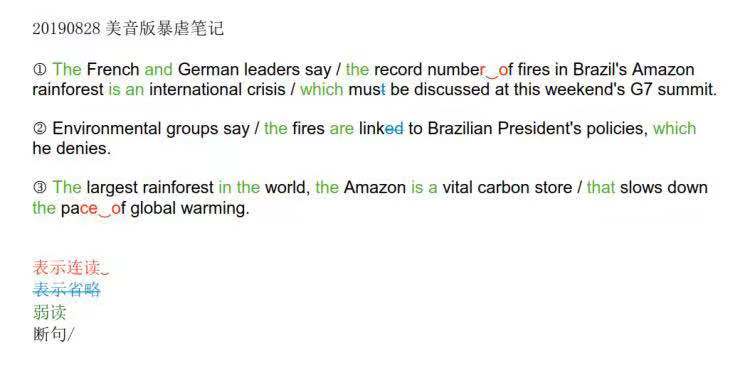 20190828 美音版暴虐笔记
① The French and German leaders say / the record number‿of fires in Brazil's Amazon
rainforest is an international crisis / which must be discussed at this weekend's G7 summit.
② Environmental groups say / the fires are linked to Brazilian President's policies, which
he denies.
③ The largest rainforest in the world, the Amazon is a vital carbon store / that slows down
the pace‿of global warming.
表示连读‿
表示省略
弱读
断句/